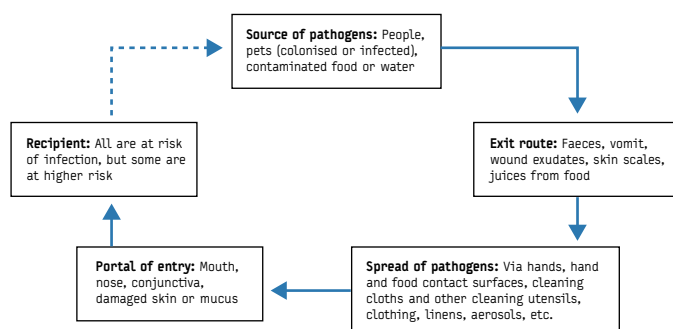 Source of pathogens: People,
pets (colonised or infected),
contaminated food or water
Exit route: Faeces, vomit,
wound exudates, skin scales,
juices from food
Spread of pathogens: Via hands, hand
and food contact surfaces, cleaning
cloths and other cleaning utensils,
clothing, linens, aerosols, etc.
Portal of entry: Mouth,
nose, conjunctiva,
damaged skin or mucus
Recipient: All are at risk
of infection, but some are
at higher risk